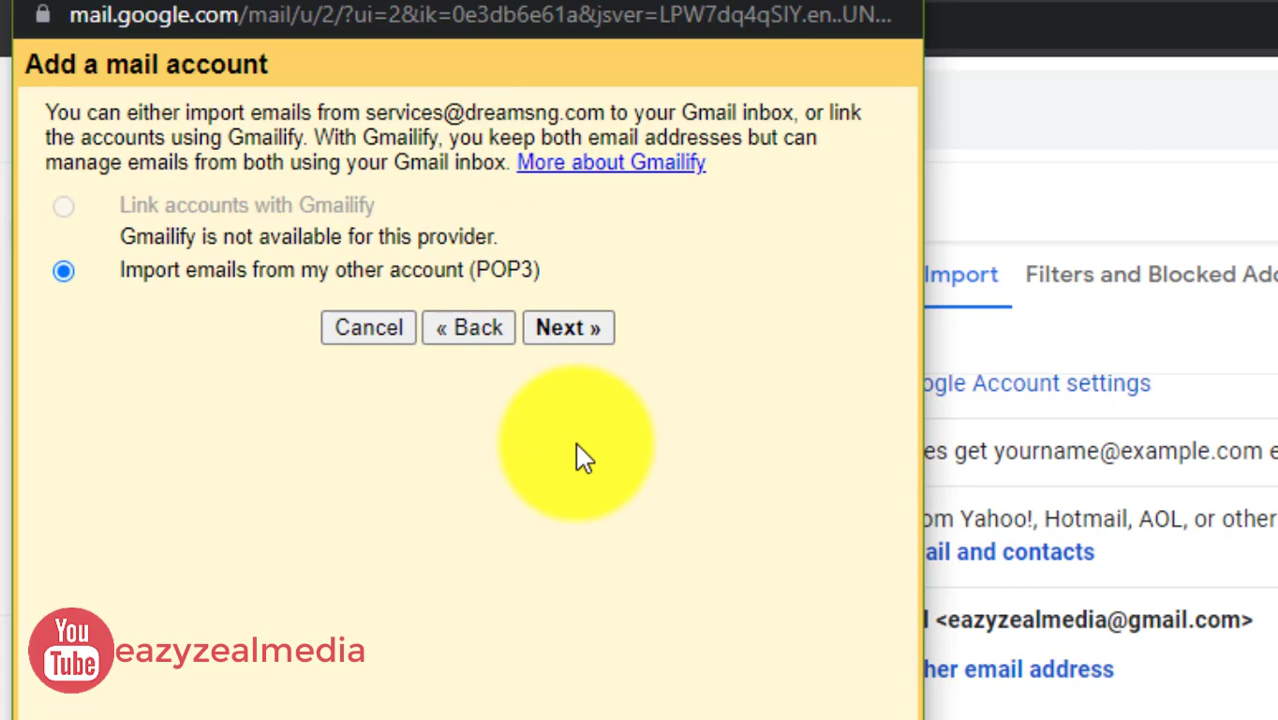 mail.google.com/mail/u/2/?ui=2&ik=0e3db6e61a&jsver=LPW7dq4qSIY.en..UN...
Add a mail account
You can either import emails from services@dreamsng.com to your Gmail inbox, or link
the accounts using Gmailify. With Gmailify, you keep both email addresses but can
manage emails from both using your Gmail inbox. More about Gmailify
Link accounts with Gmailify
Gmailify is not available for this provider.
Import emails from my other account (POP3)
Cancel « Back Next »
Import Filters and Blocked Add
ogle Account settings
es get yourname@example.com e
om Yahoo!, Hotmail, AOL, or other
ail and contacts
l <eazyzealmedia@gmail.com>
her email address
You
Tube
eazyzealmedia